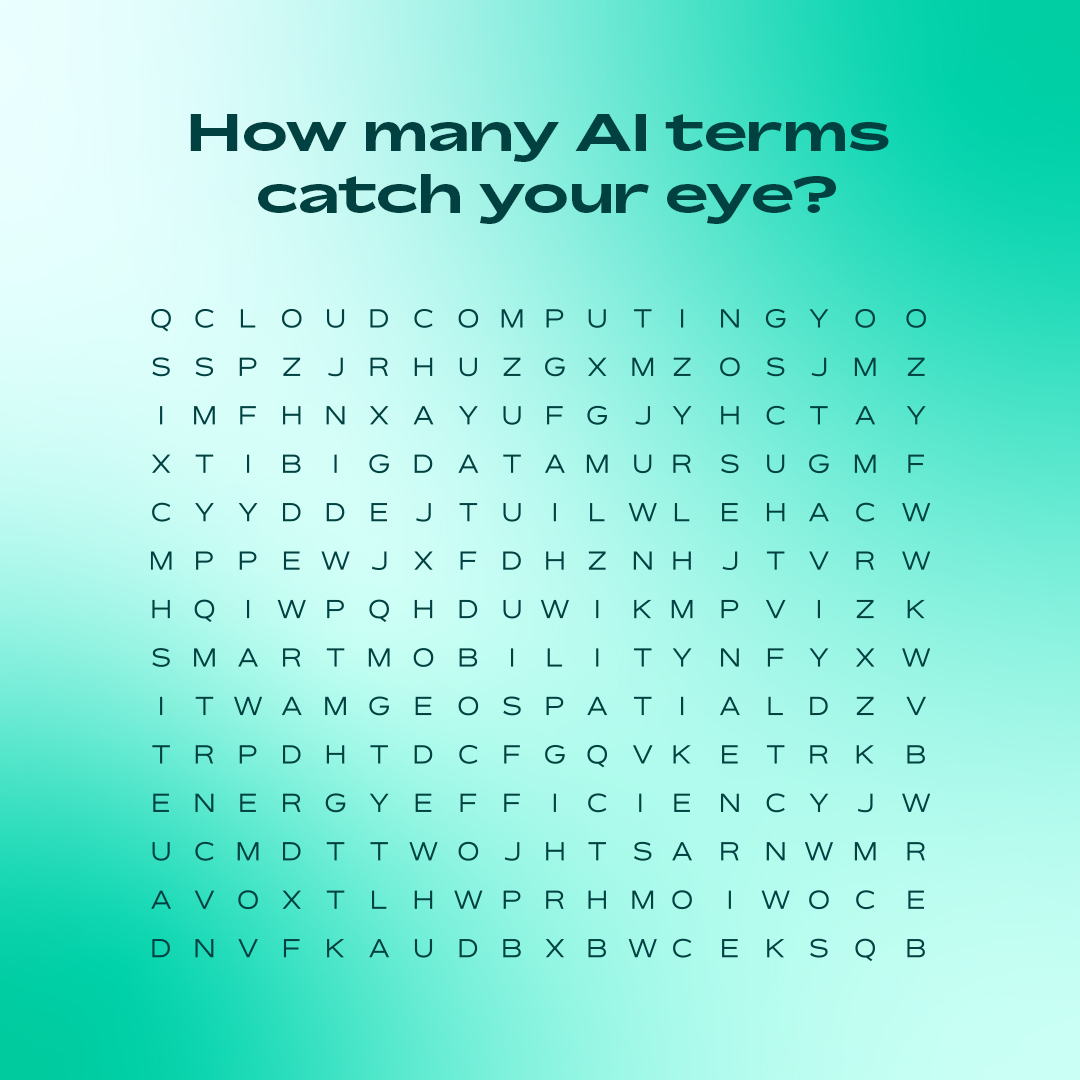 How many AI terms
catch your eye?
Q C L O U D C O M P U T I N G Y O O
S S P Z J R H U Z G X M Z O S J M Z
I M F H N X A Y U F G J Y H C T A Y
X T I B I G D A T A M U R S U G M F
C Y Y D D E J T U I L W L E H A C W
M P P E W J X F D H Z N H J T V R W
H Q I W P Q H D U W I K M P V I Z K
S M A R T M O B I L I T Y N F Y X W
I T W A M G E O S P A T I A L D Z V
T R P D H T D C F G Q V K E T R K B
E N E R G Y E F F I C I E N C Y J W
U C M D T T W O J H T S A R N W M R
A V O X T L H W P R H M O I W O C E
D N V F K A U D B X B W C E K S Q B